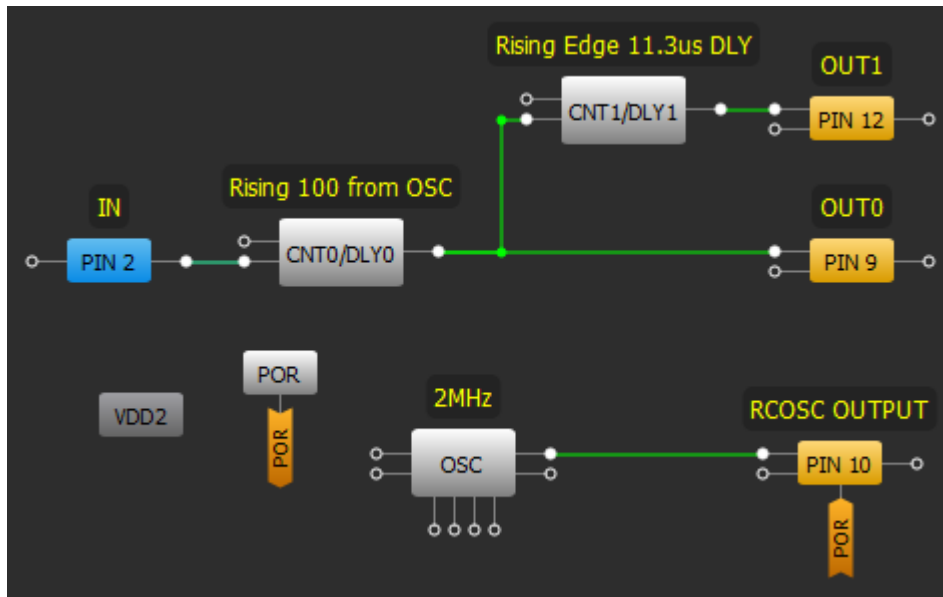 Rising Edge 11.3us DLY
OUT1
CNT1/DLY1
PIN 12
Rising 100 from OSC
IN
OUT0
CNT0/DLY0
PIN 2
PIN 9
POR
VDD2
2MHz
RCOSC OUTPUT
POR
OSC
PIN 10
POR